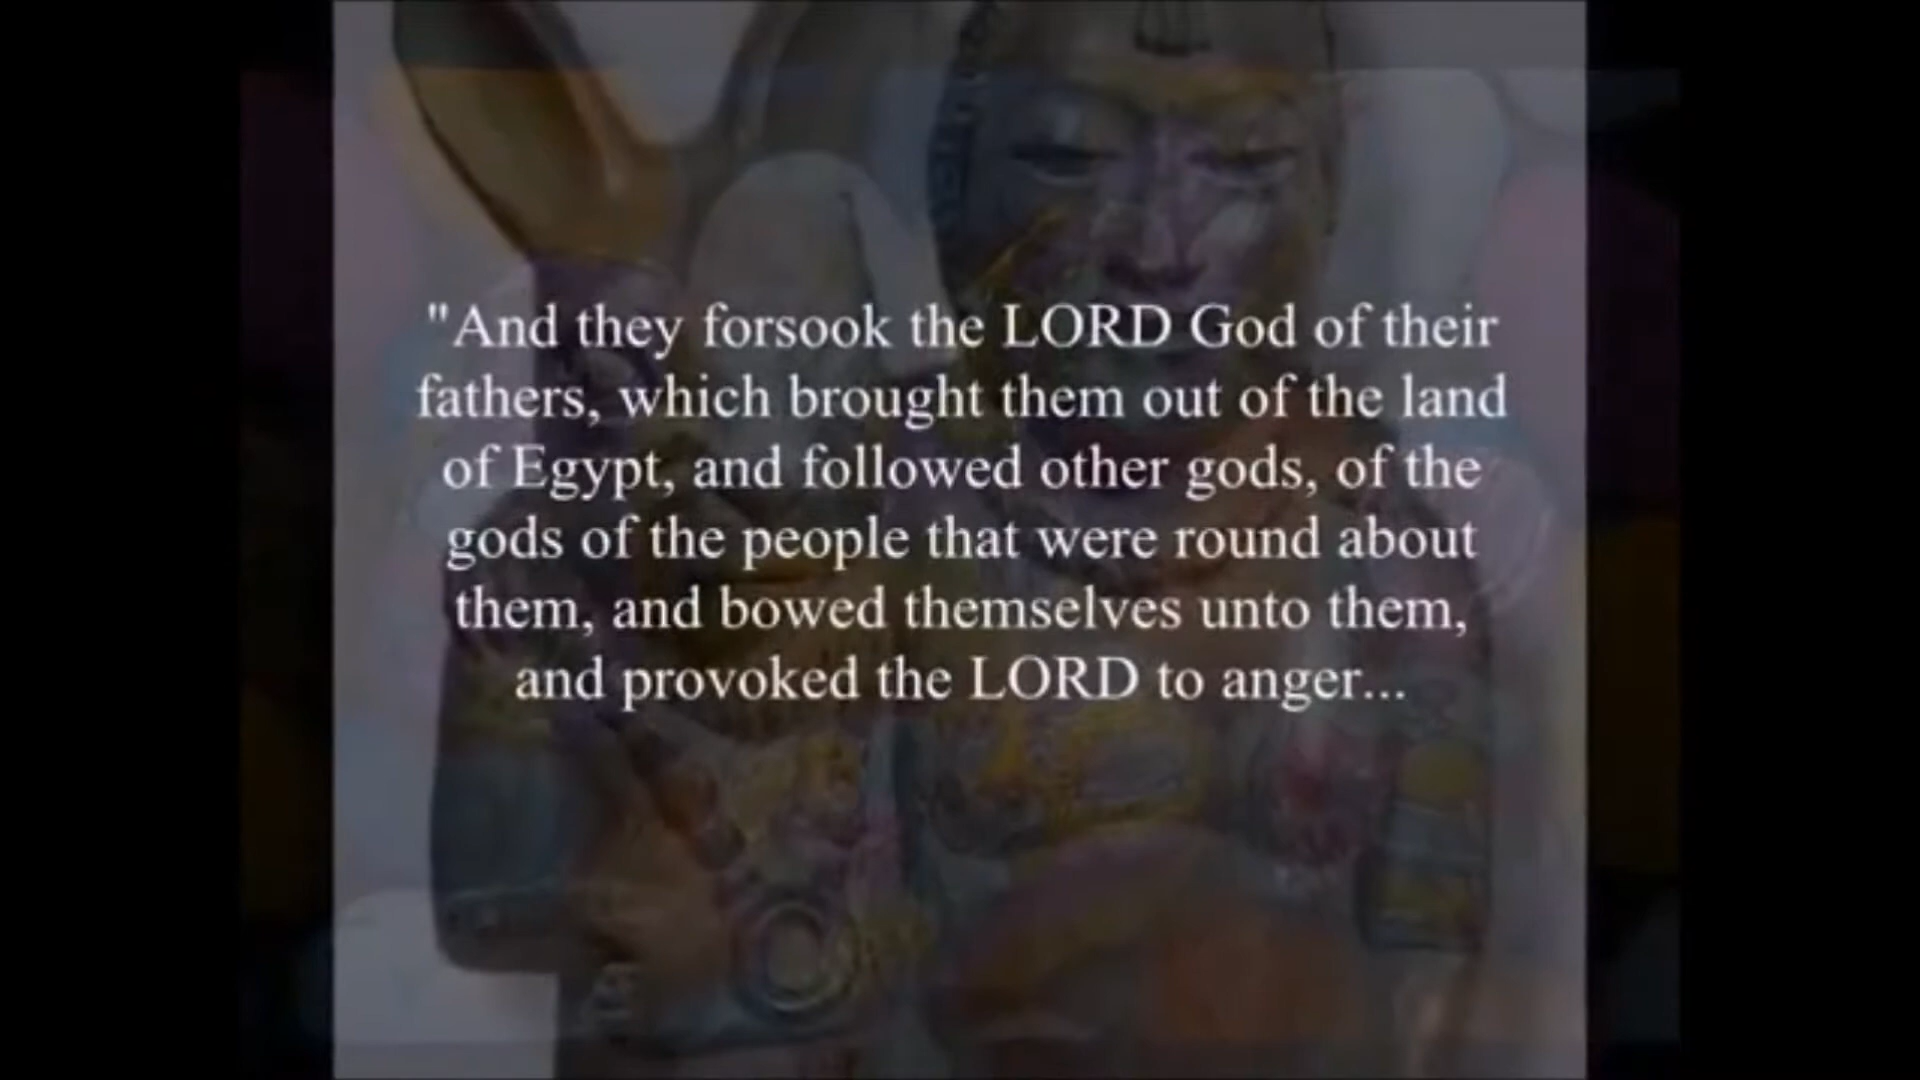 "And they forsook the LORD God of their
fathers, which brought them out of the land
of Egypt, and followed other gods, of the
gods of the people that were round about
them, and bowed themselves unto them,
and provoked the LORD to anger...